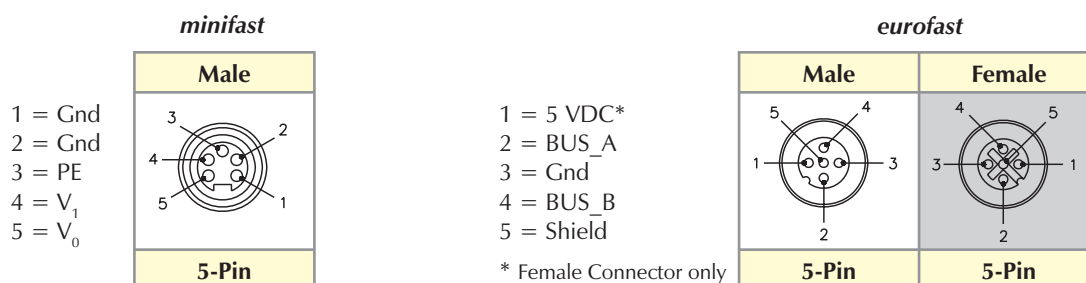 minifast
Male
1 = Gnd
2 = Gnd
3 = PE
4 = V₁
5 = V₀
3
2
4
5
1
5-Pin
eurofast
Male
Female
1 = 5 VDC*
2 = BUS_A
3 = Gnd
4 = BUS_B
5 = Shield
* Female Connector only
5
4
1
3
2
4
5
3
1
2
5-Pin
5-Pin